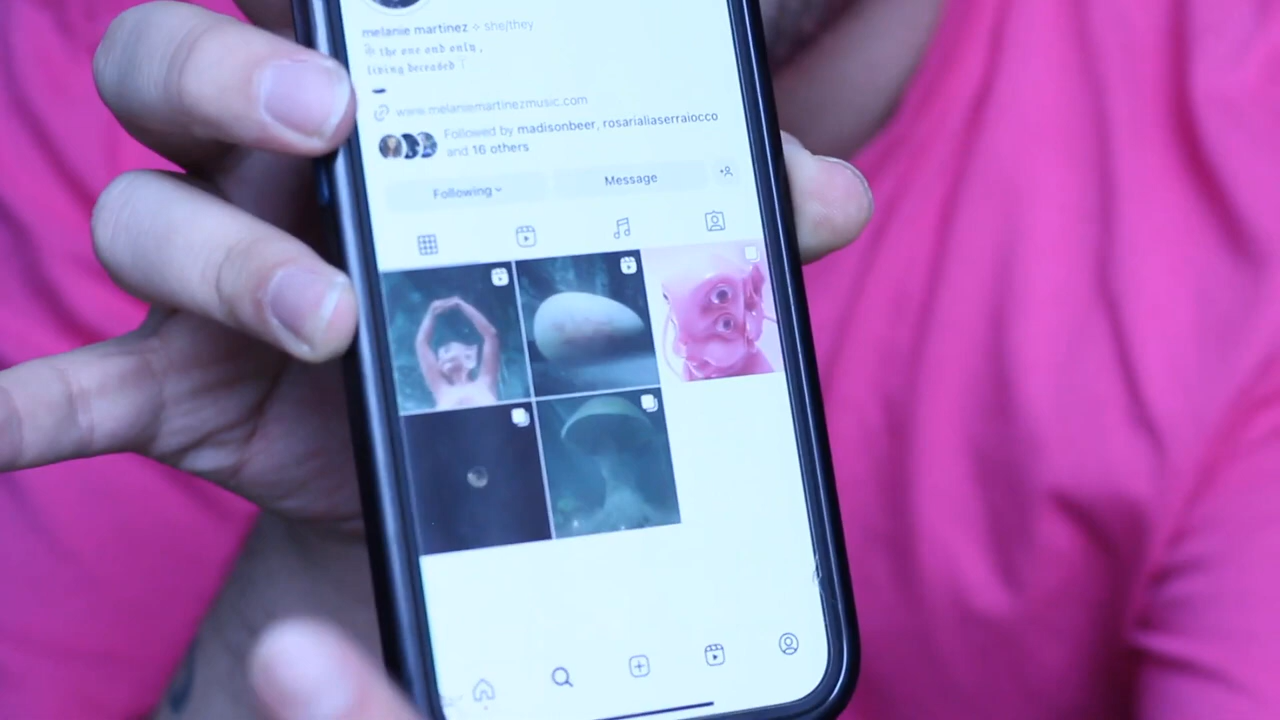 melanie martinez ✧ she/they
the one and only,
living deceased
www.melaniemartinezmusic.com
Followed by madisonbeer, rosarialiaserraiocco
and 16 others
Following
Message